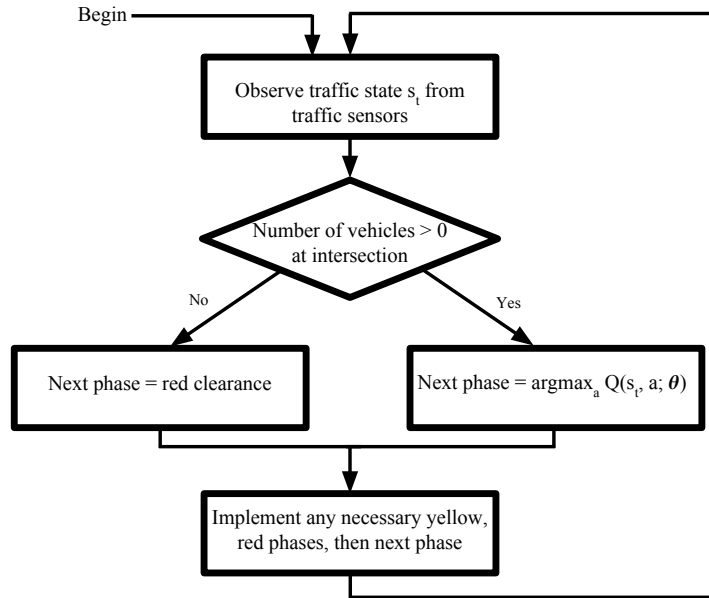 Begin
Observe traffic state s_t from
traffic sensors
Number of vehicles > 0
at intersection
No
Yes
Next phase = red clearance
Next phase = argmax_a Q(s_t, a; θ)
Implement any necessary yellow,
red phases, then next phase